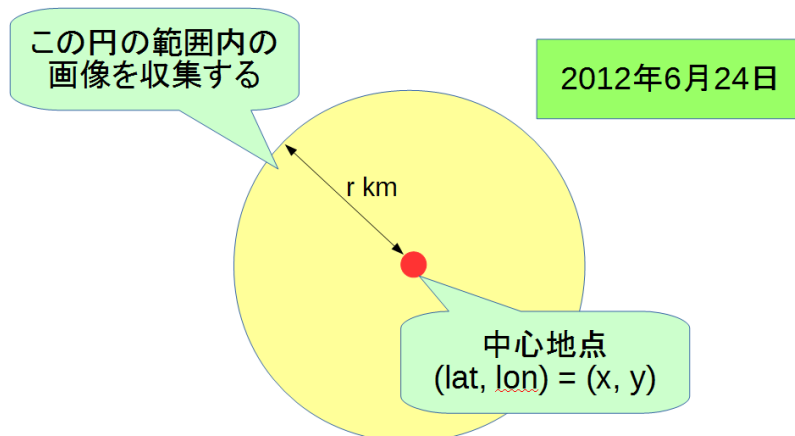 この円の範囲内の
画像を収集する
2012年6月24日
r km
中心地点
(lat, lon) = (x, y)